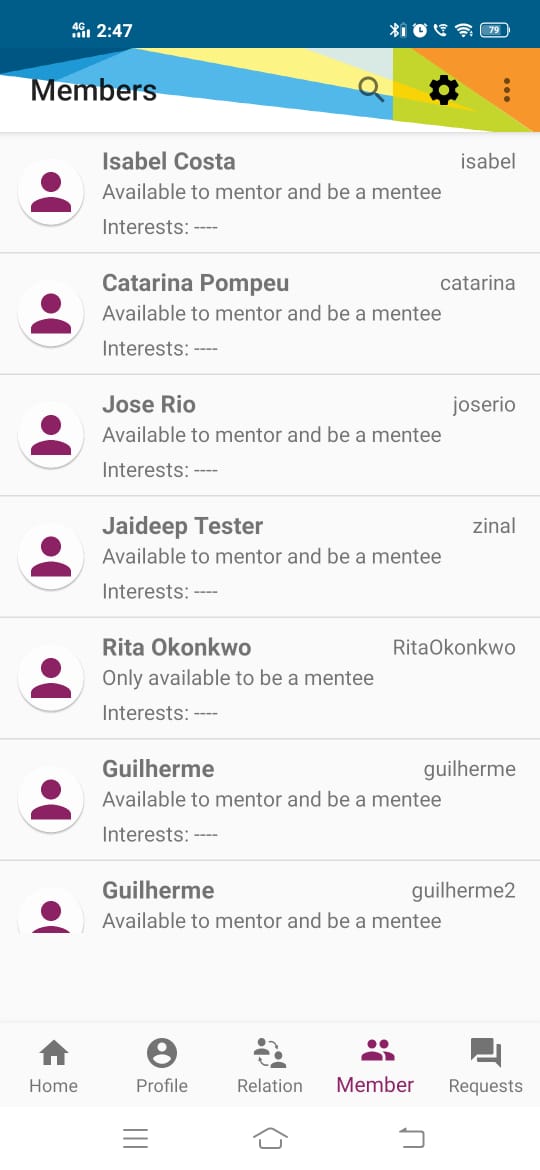 4G 2:47 79
Members
Isabel Costa isabel
Available to mentor and be a mentee
Interests: ----
Catarina Pompeu catarina
Available to mentor and be a mentee
Interests: ----
Jose Rio joserio
Available to mentor and be a mentee
Interests: ----
Jaideep Tester zinal
Available to mentor and be a mentee
Interests: ----
Rita Okonkwo RitaOkonkwo
Only available to be a mentee
Interests: ----
Guilherme guilherme
Available to mentor and be a mentee
Interests: ----
Guilherme guilherme2
Available to mentor and be a mentee
Home Profile Relation Member Requests